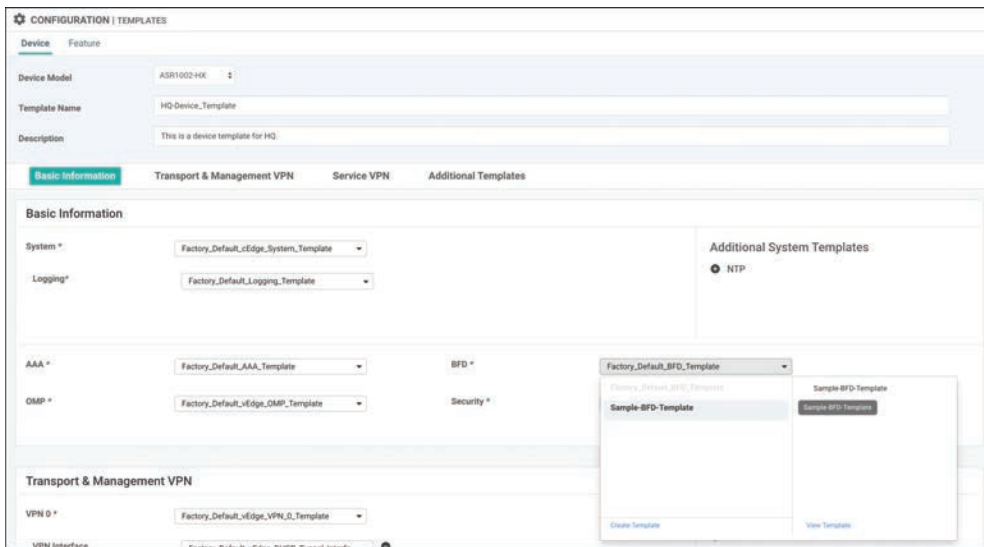 CONFIGURATION | TEMPLATES
Device Feature
Device Model ASR1002-HX
Template Name HQ-Device_Template
Description This is a device template for HQ.
Basic Information Transport & Management VPN Service VPN Additional Templates
Basic Information
System * Factory_Default_cEdge_System_Template Additional System Templates
Logging* Factory_Default_Logging_Template NTP
AAA * Factory_Default_AAA_Template BFD * Factory_Default_BFD_Template
Factory_Default_BFD_Template Sample-BFD-Template
OMP * Factory_Default_vEdge_OMP_Template Security * Sample-BFD-Template Sample-BFD-Template
Transport & Management VPN
VPN 0 * Factory_Default_vEdge_VPN_0_Template
Create Template View Template
VPN Interface